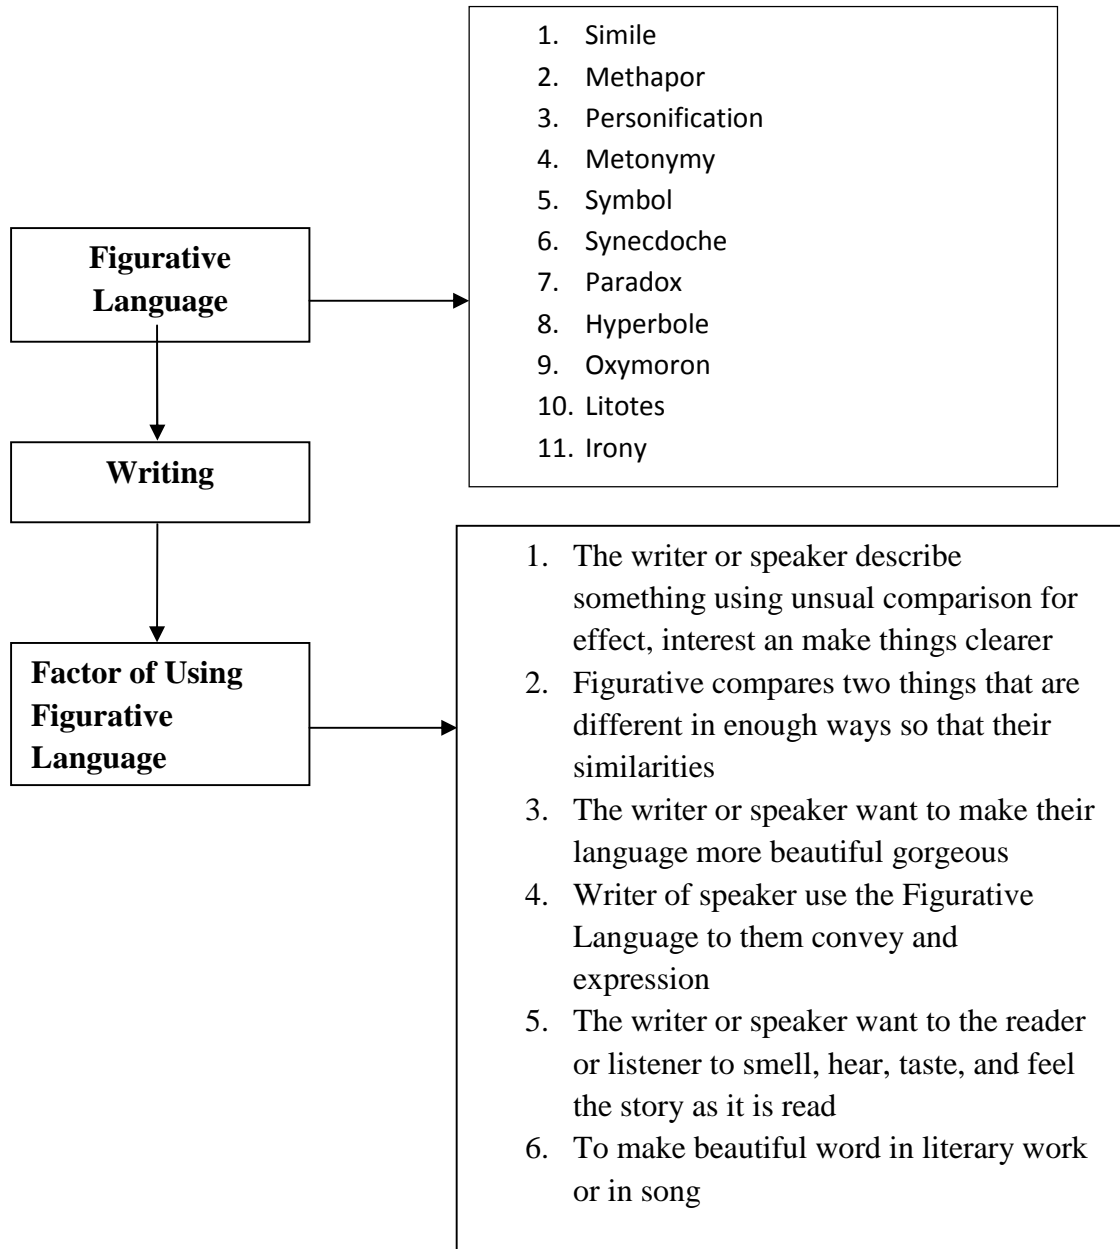 Figurative
Language
1. Simile
2. Methapor
3. Personification
4. Metonymy
5. Symbol
6. Synecdoche
7. Paradox
8. Hyperbole
9. Oxymoron
10. Litotes
11. Irony
Writing
Factor of Using
Figurative
Language
1. The writer or speaker describe
something using unsual comparison for
effect, interest an make things clearer
2. Figurative compares two things that are
different in enough ways so that their
similarities
3. The writer or speaker want to make their
language more beautiful gorgeous
4. Writer of speaker use the Figurative
Language to them convey and
expression
5. The writer or speaker want to the reader
or listener to smell, hear, taste, and feel
the story as it is read
6. To make beautiful word in literary work
or in song